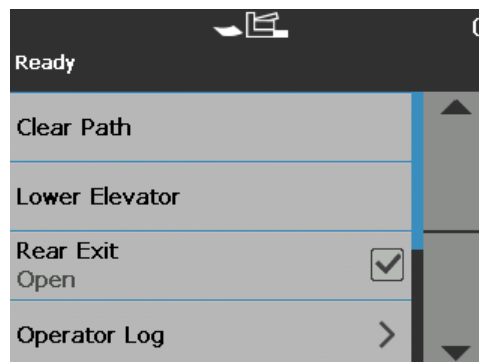 Ready
Clear Path
Lower Elevator
Rear Exit
Open
Operator Log